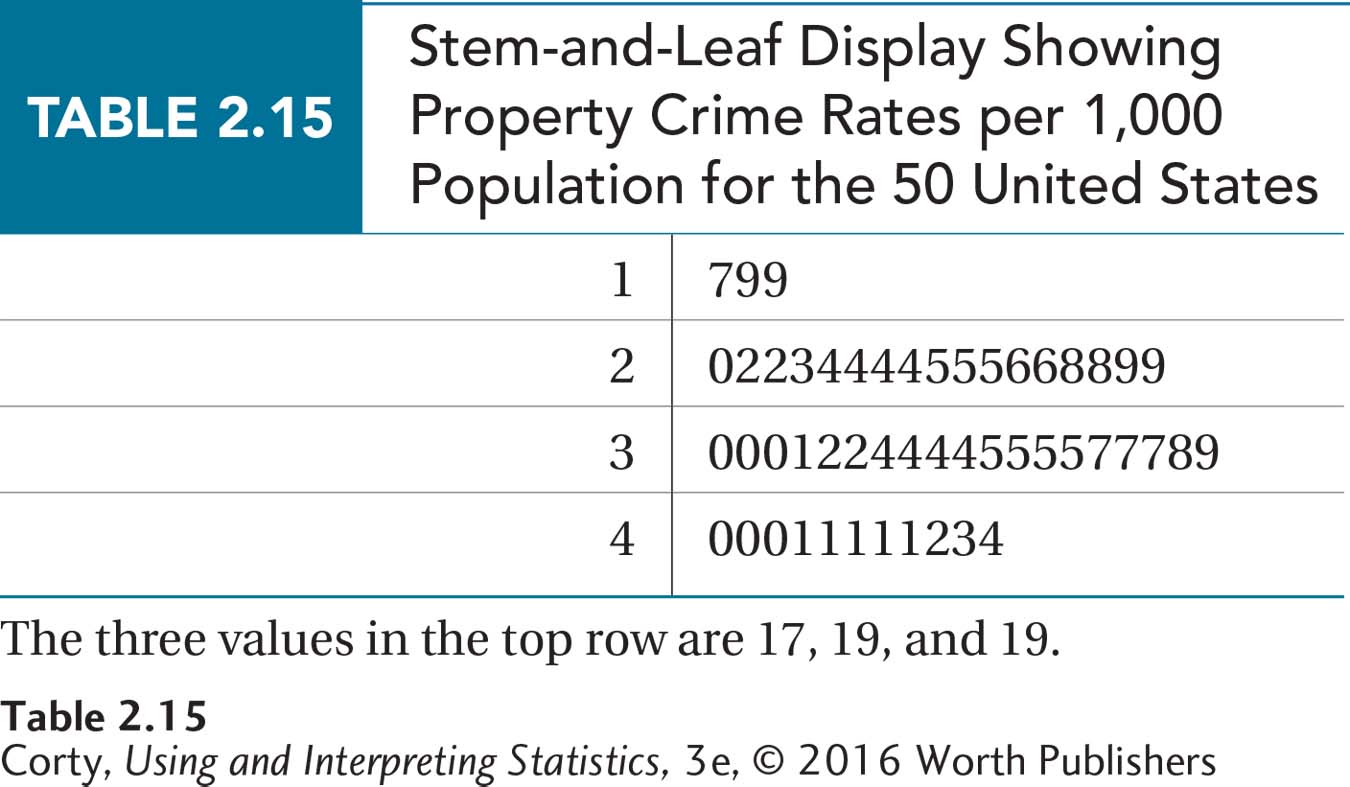 TABLE 2.15
Stem-and-Leaf Display Showing
Property Crime Rates per 1,000
Population for the 50 United States
1 799
2 02234444555668899
3 0001224444555577789
4 00011111234
The three values in the top row are 17, 19, and 19.
Table 2.15
Corty, Using and Interpreting Statistics, 3e, © 2016 Worth Publishers